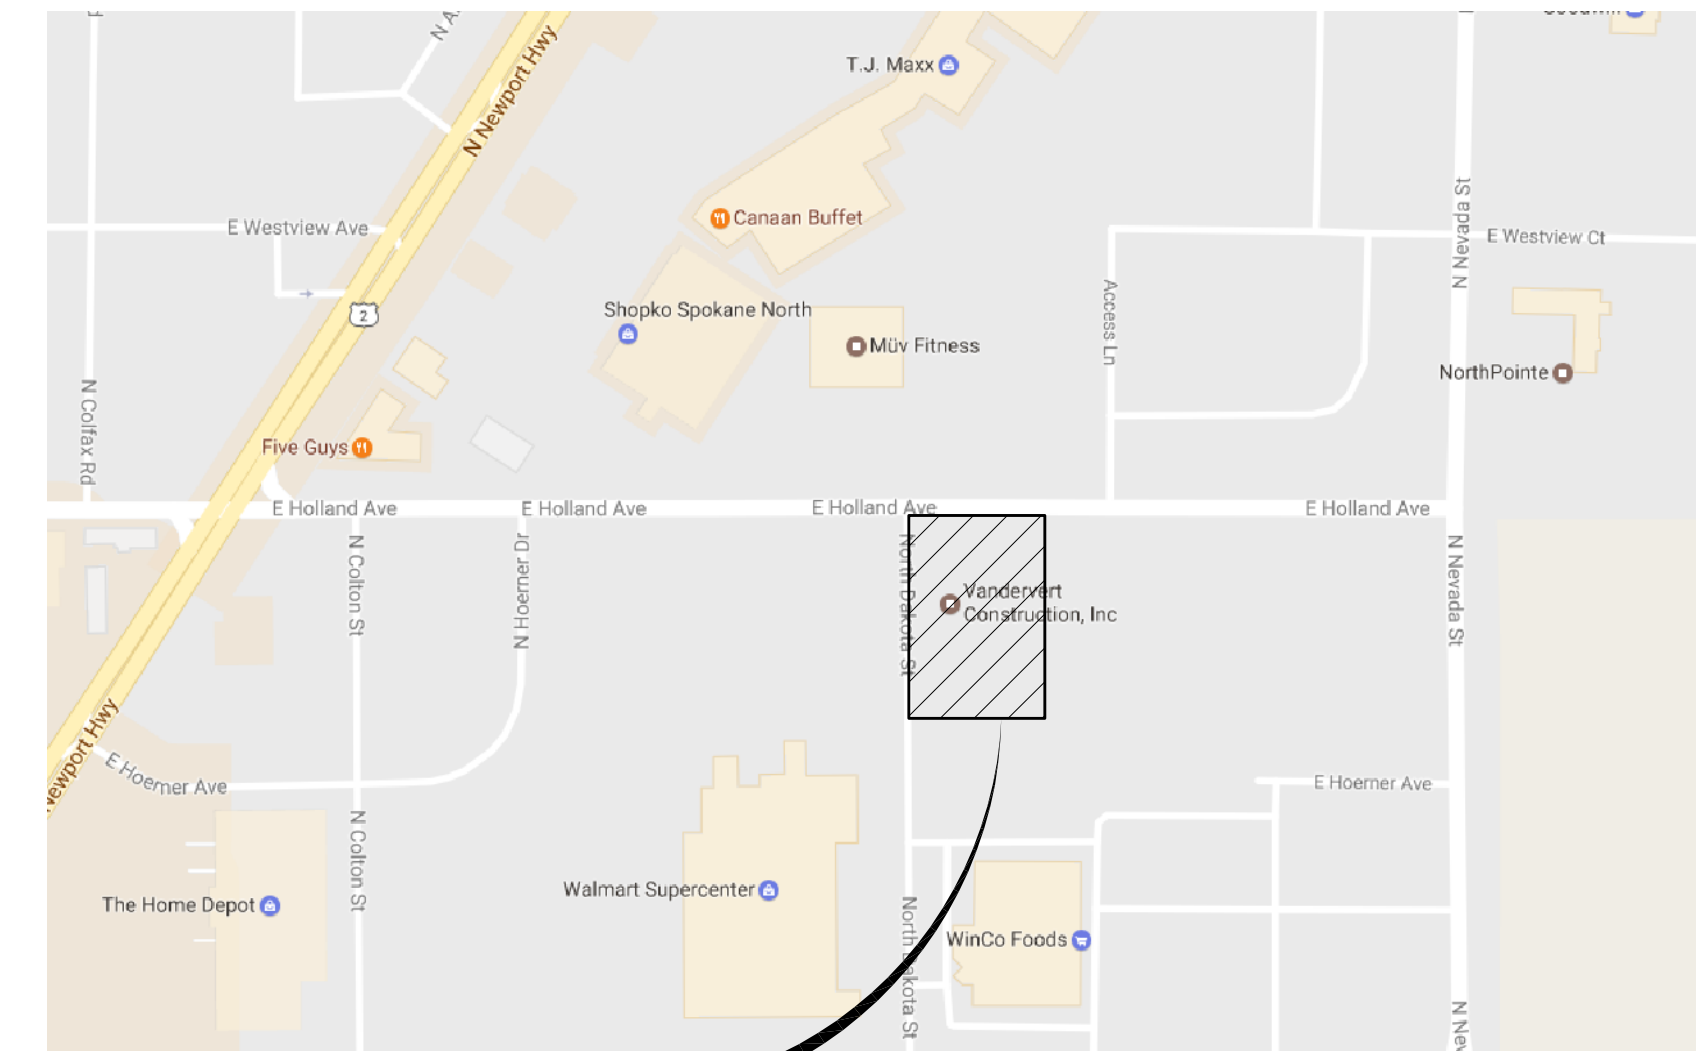 N Newport Hwy
T.J. Maxx
Canaan Buffet
E Westview Ave
N Nevada St
E Westview Ct
2
Shopko Spokane North
Müv Fitness
Access Ln
NorthPointe
N Colfax Rd
Five Guys
E Holland Ave
E Holland Ave
E Holland Ave
E Holland Ave
N Colton St
N Hoerner Dr
North Dakota St
Vandervert
Construction, Inc
N Nevada St
Newport Hwy
E Hoerner Ave
E Hoerner Ave
N Colton St
Walmart Supercenter
The Home Depot
North Dakota St
WinCo Foods
N Nev